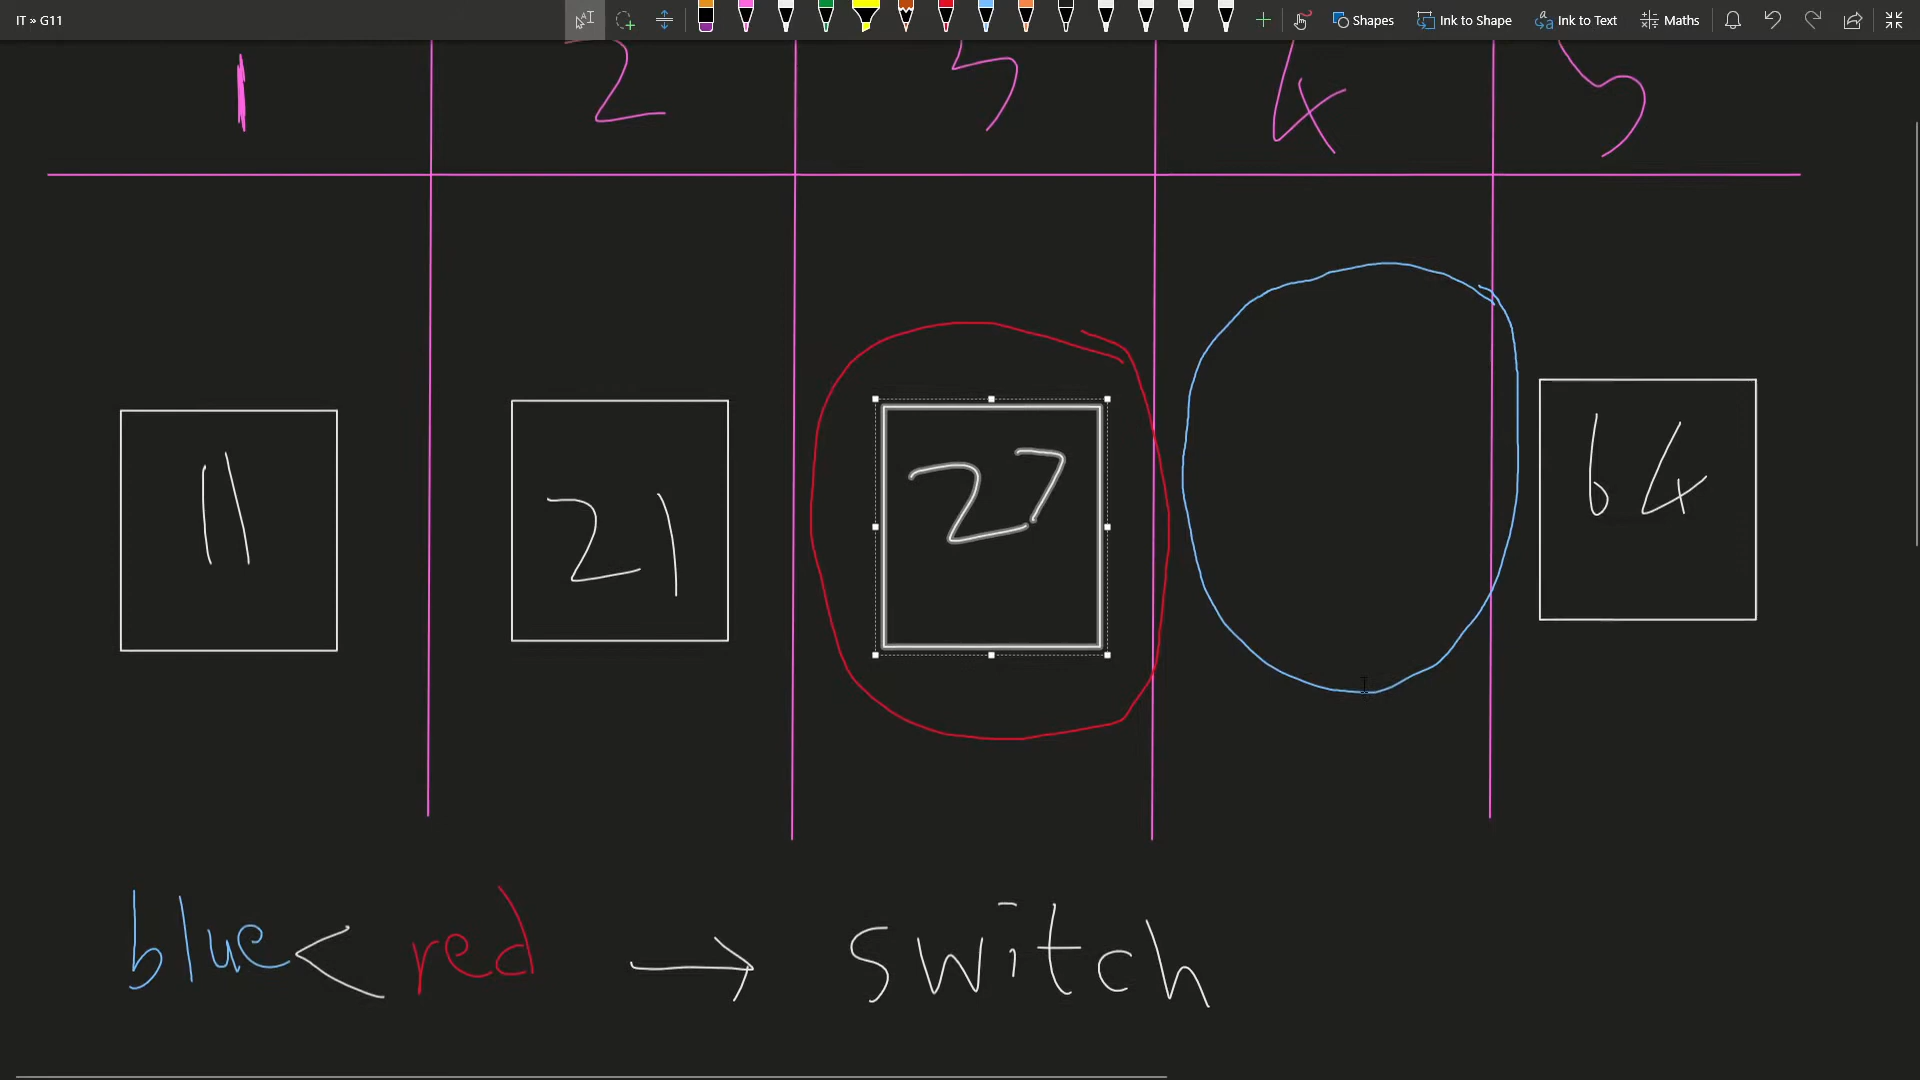 IT » G11 Shapes Ink to Shape Ink to Text Maths
1 2 3 4 5
11 21 27 64
blue < red → switch